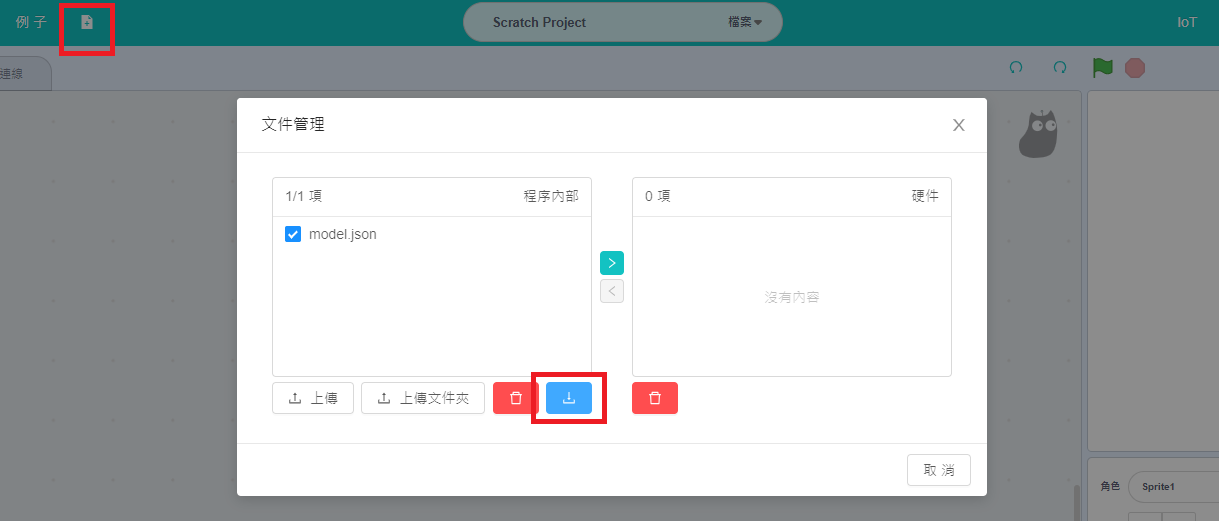 例 子
Scratch Project
檔案
IoT
連線
文件管理
1/1 項
程序內部
0 項
硬件
model.json
沒有內容
上傳
上傳文件夾
取 消
角色
Sprite1